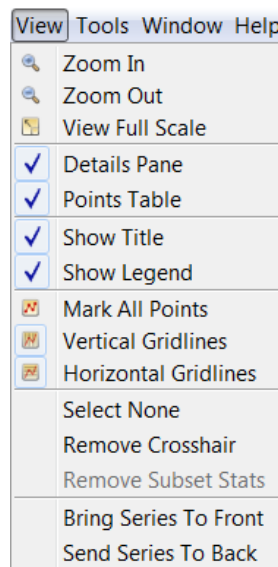 View Tools Window Help
Zoom In
Zoom Out
View Full Scale
Details Pane
Points Table
Show Title
Show Legend
Mark All Points
Vertical Gridlines
Horizontal Gridlines
Select None
Remove Crosshair
Remove Subset Stats
Bring Series To Front
Send Series To Back